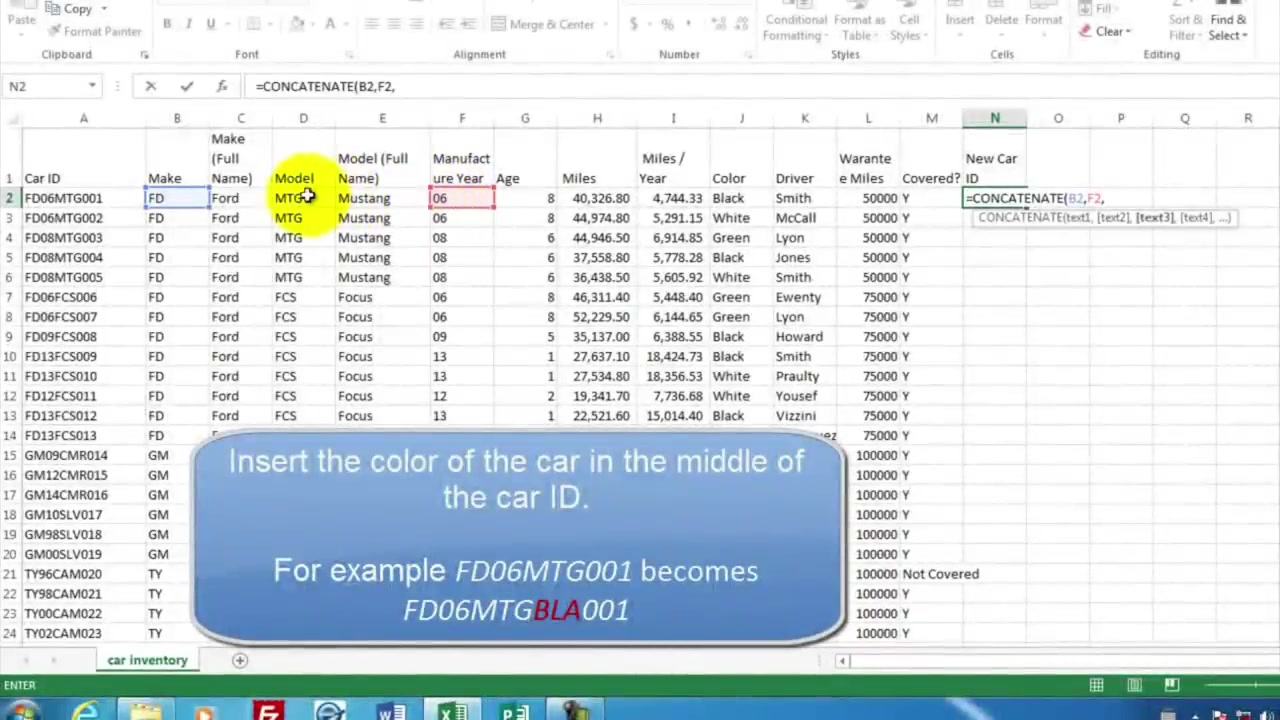 Copy
Paste
Format Painter
Clipboard
B I U
A
Font
Merge & Center
Alignment
$ % ,
Number
Conditional Formatting
Format as Table
Cell Styles
Styles
Insert Delete Format
Cells
Fill
Clear
Sort & Filter
Find & Select
Editing
N2 fx =CONCATENATE(B2,F2,
A B C D E F G H I J K L M N O P Q R
1 Car ID Make Make (Full Name) Model Model (Full Name) Manufacture Year Age Miles Miles / Year Color Driver Warantee Miles Covered? New Car ID
2 FD06MTG001 FD Ford MTG Mustang 06 8 40,326.80 4,744.33 Black Smith 50000 Y =CONCATENATE(B2,F2,
CONCATENATE(text1, [text2], [text3], [text4], ...)
3 FD06MTG002 FD Ford MTG Mustang 06 8 44,974.80 5,291.15 White McCall 50000 Y
4 FD08MTG003 FD Ford MTG Mustang 08 6 44,946.50 6,914.85 Green Lyon 50000 Y
5 FD08MTG004 FD Ford MTG Mustang 08 6 37,558.80 5,778.28 Black Jones 50000 Y
6 FD08MTG005 FD Ford MTG Mustang 08 6 36,438.50 5,605.92 White Smith 50000 Y
7 FD06FCS006 FD Ford FCS Focus 06 8 46,311.40 5,448.40 Green Ewenty 75000 Y
8 FD06FCS007 FD Ford FCS Focus 06 8 52,229.50 6,144.65 Green Lyon 75000 Y
9 FD09FCS008 FD Ford FCS Focus 09 5 35,137.00 6,388.55 Black Howard 75000 Y
10 FD13FCS009 FD Ford FCS Focus 13 1 27,637.10 18,424.73 Black Smith 75000 Y
11 FD13FCS010 FD Ford FCS Focus 13 1 27,534.80 18,356.53 White Praulty 75000 Y
12 FD12FCS011 FD Ford FCS Focus 12 2 19,341.70 7,736.68 White Yousef 75000 Y
13 FD13FCS012 FD Ford FCS Focus 13 1 22,521.60 15,014.40 Black Vizzini 75000 Y
14 FD13FCS013 FD 75000 Y
15 GM09CMR014 GM 100000 Y
16 GM12CMR015 GM 100000 Y
17 GM14CMR016 GM 100000 Y
18 GM10SLV017 GM 100000 Y
19 GM98SLV018 GM 100000 Y
20 GM00SLV019 GM 100000 Y
21 TY96CAM020 TY 100000 Not Covered
22 TY98CAM021 TY 100000 Y
23 TY00CAM022 TY 100000 Y
24 TY02CAM023 TY 100000 Y
Insert the color of the car in the middle of
the car ID.
For example FD06MTG001 becomes
FD06MTGBLA001
car inventory
ENTER